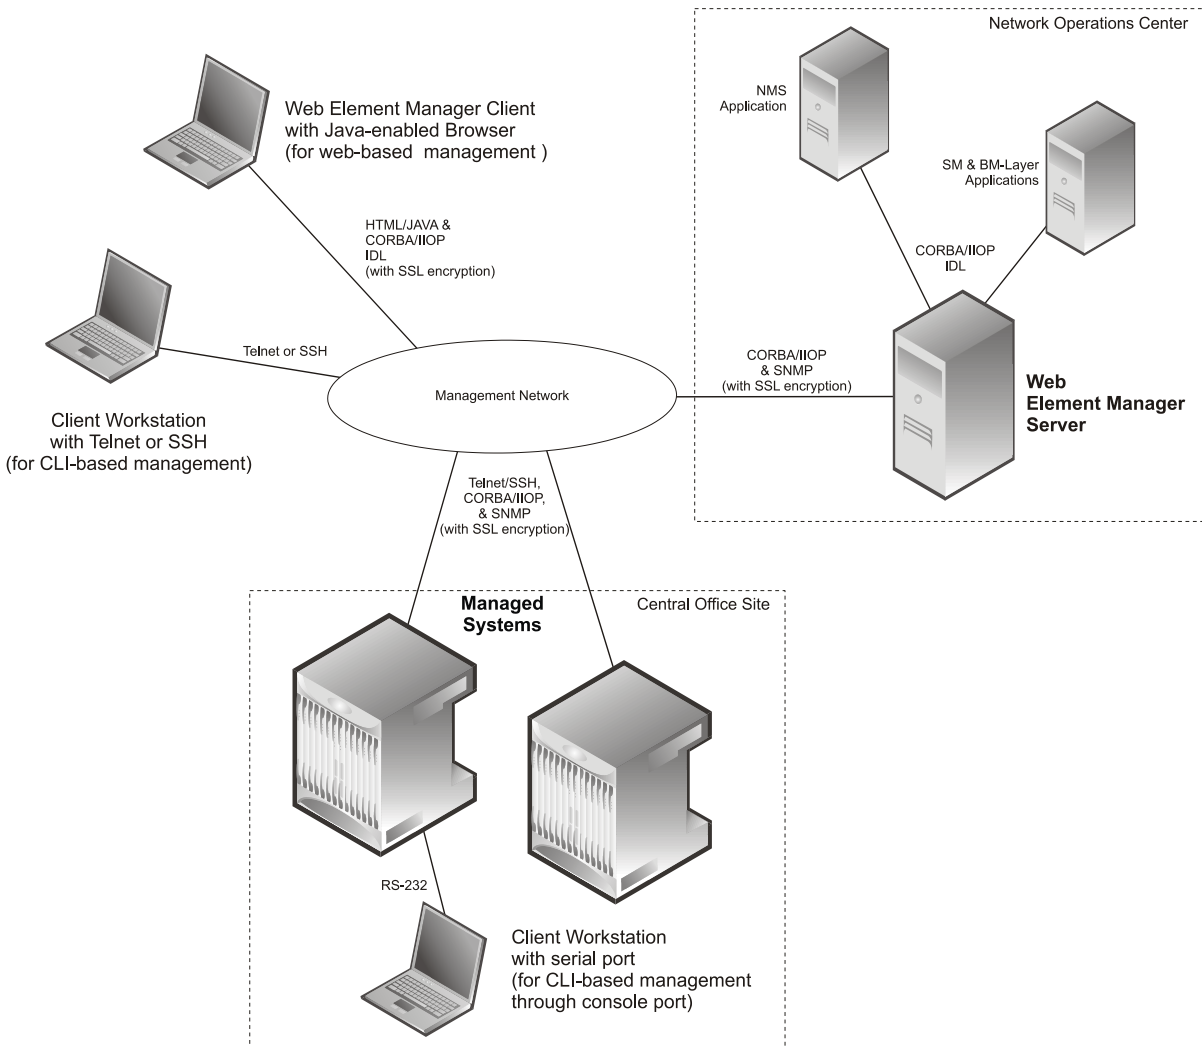 Network Operations Center
NMS
Application
SM & BM-Layer
Applications
CORBA/IIOP
IDL
Web Element Manager Client
with Java-enabled Browser
(for web-based management )
HTML/JAVA &
CORBA/IIOP
IDL
(with SSL encryption)
Telnet or SSH
Client Workstation
with Telnet or SSH
(for CLI-based management)
Management Network
CORBA/IIOP
& SNMP
(with SSL encryption)
Web
Element Manager
Server
Telnet/SSH,
CORBA/IIOP,
& SNMP
(with SSL encryption)
Managed
Systems
Central Office Site
RS-232
Client Workstation
with serial port
(for CLI-based management
through console port)